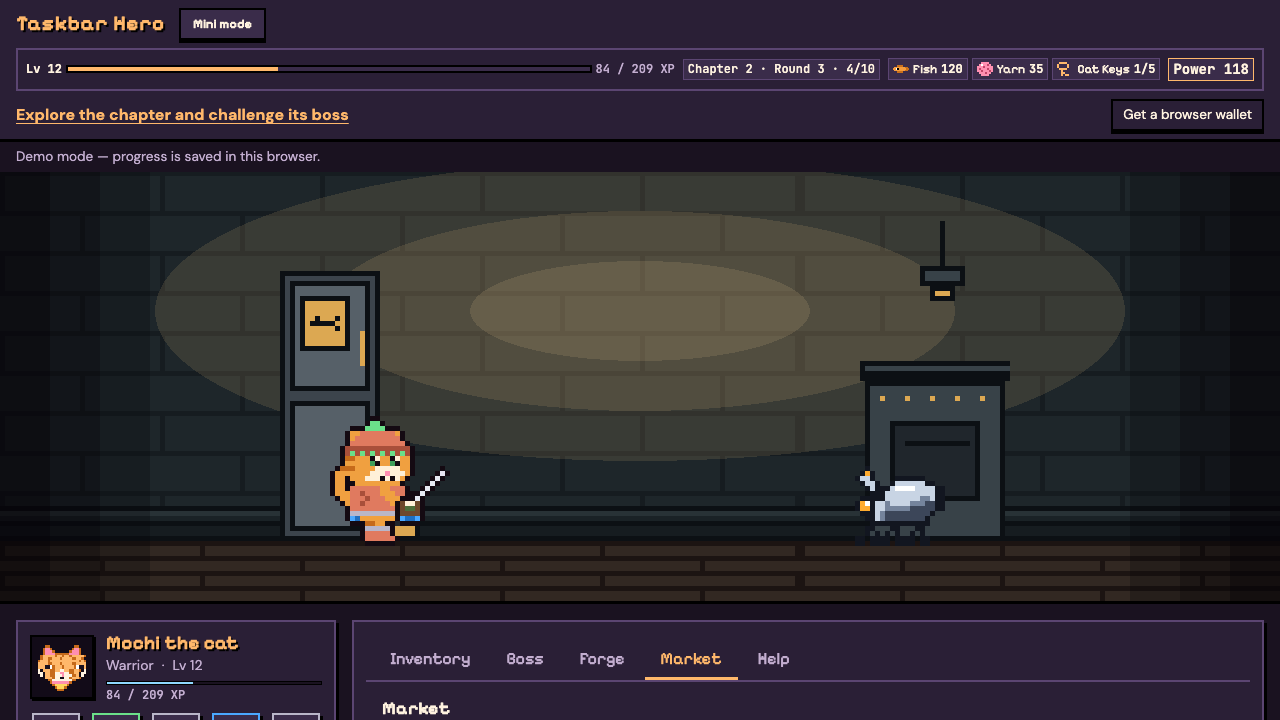 Taskbar Hero
Mini mode
Lv 12
84 / 209 XP
Chapter 2 · Round 3 · 4/10
Fish 120
Yarn 35
Oat Keys 1/5
Power 118
Explore the chapter and challenge its boss
Get a browser wallet
Demo mode — progress is saved in this browser.
Mochi the cat
Warrior · Lv 12
84 / 209 XP
Inventory
Boss
Forge
Market
Help
Market